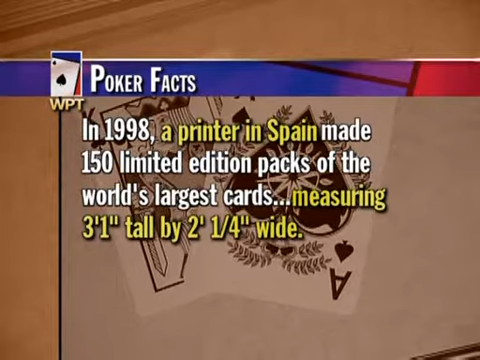 POKER FACTS
WPT
In 1998, a printer in Spain made
150 limited edition packs of the
world's largest cards...measuring
3'1" tall by 2' 1/4" wide.
K
A